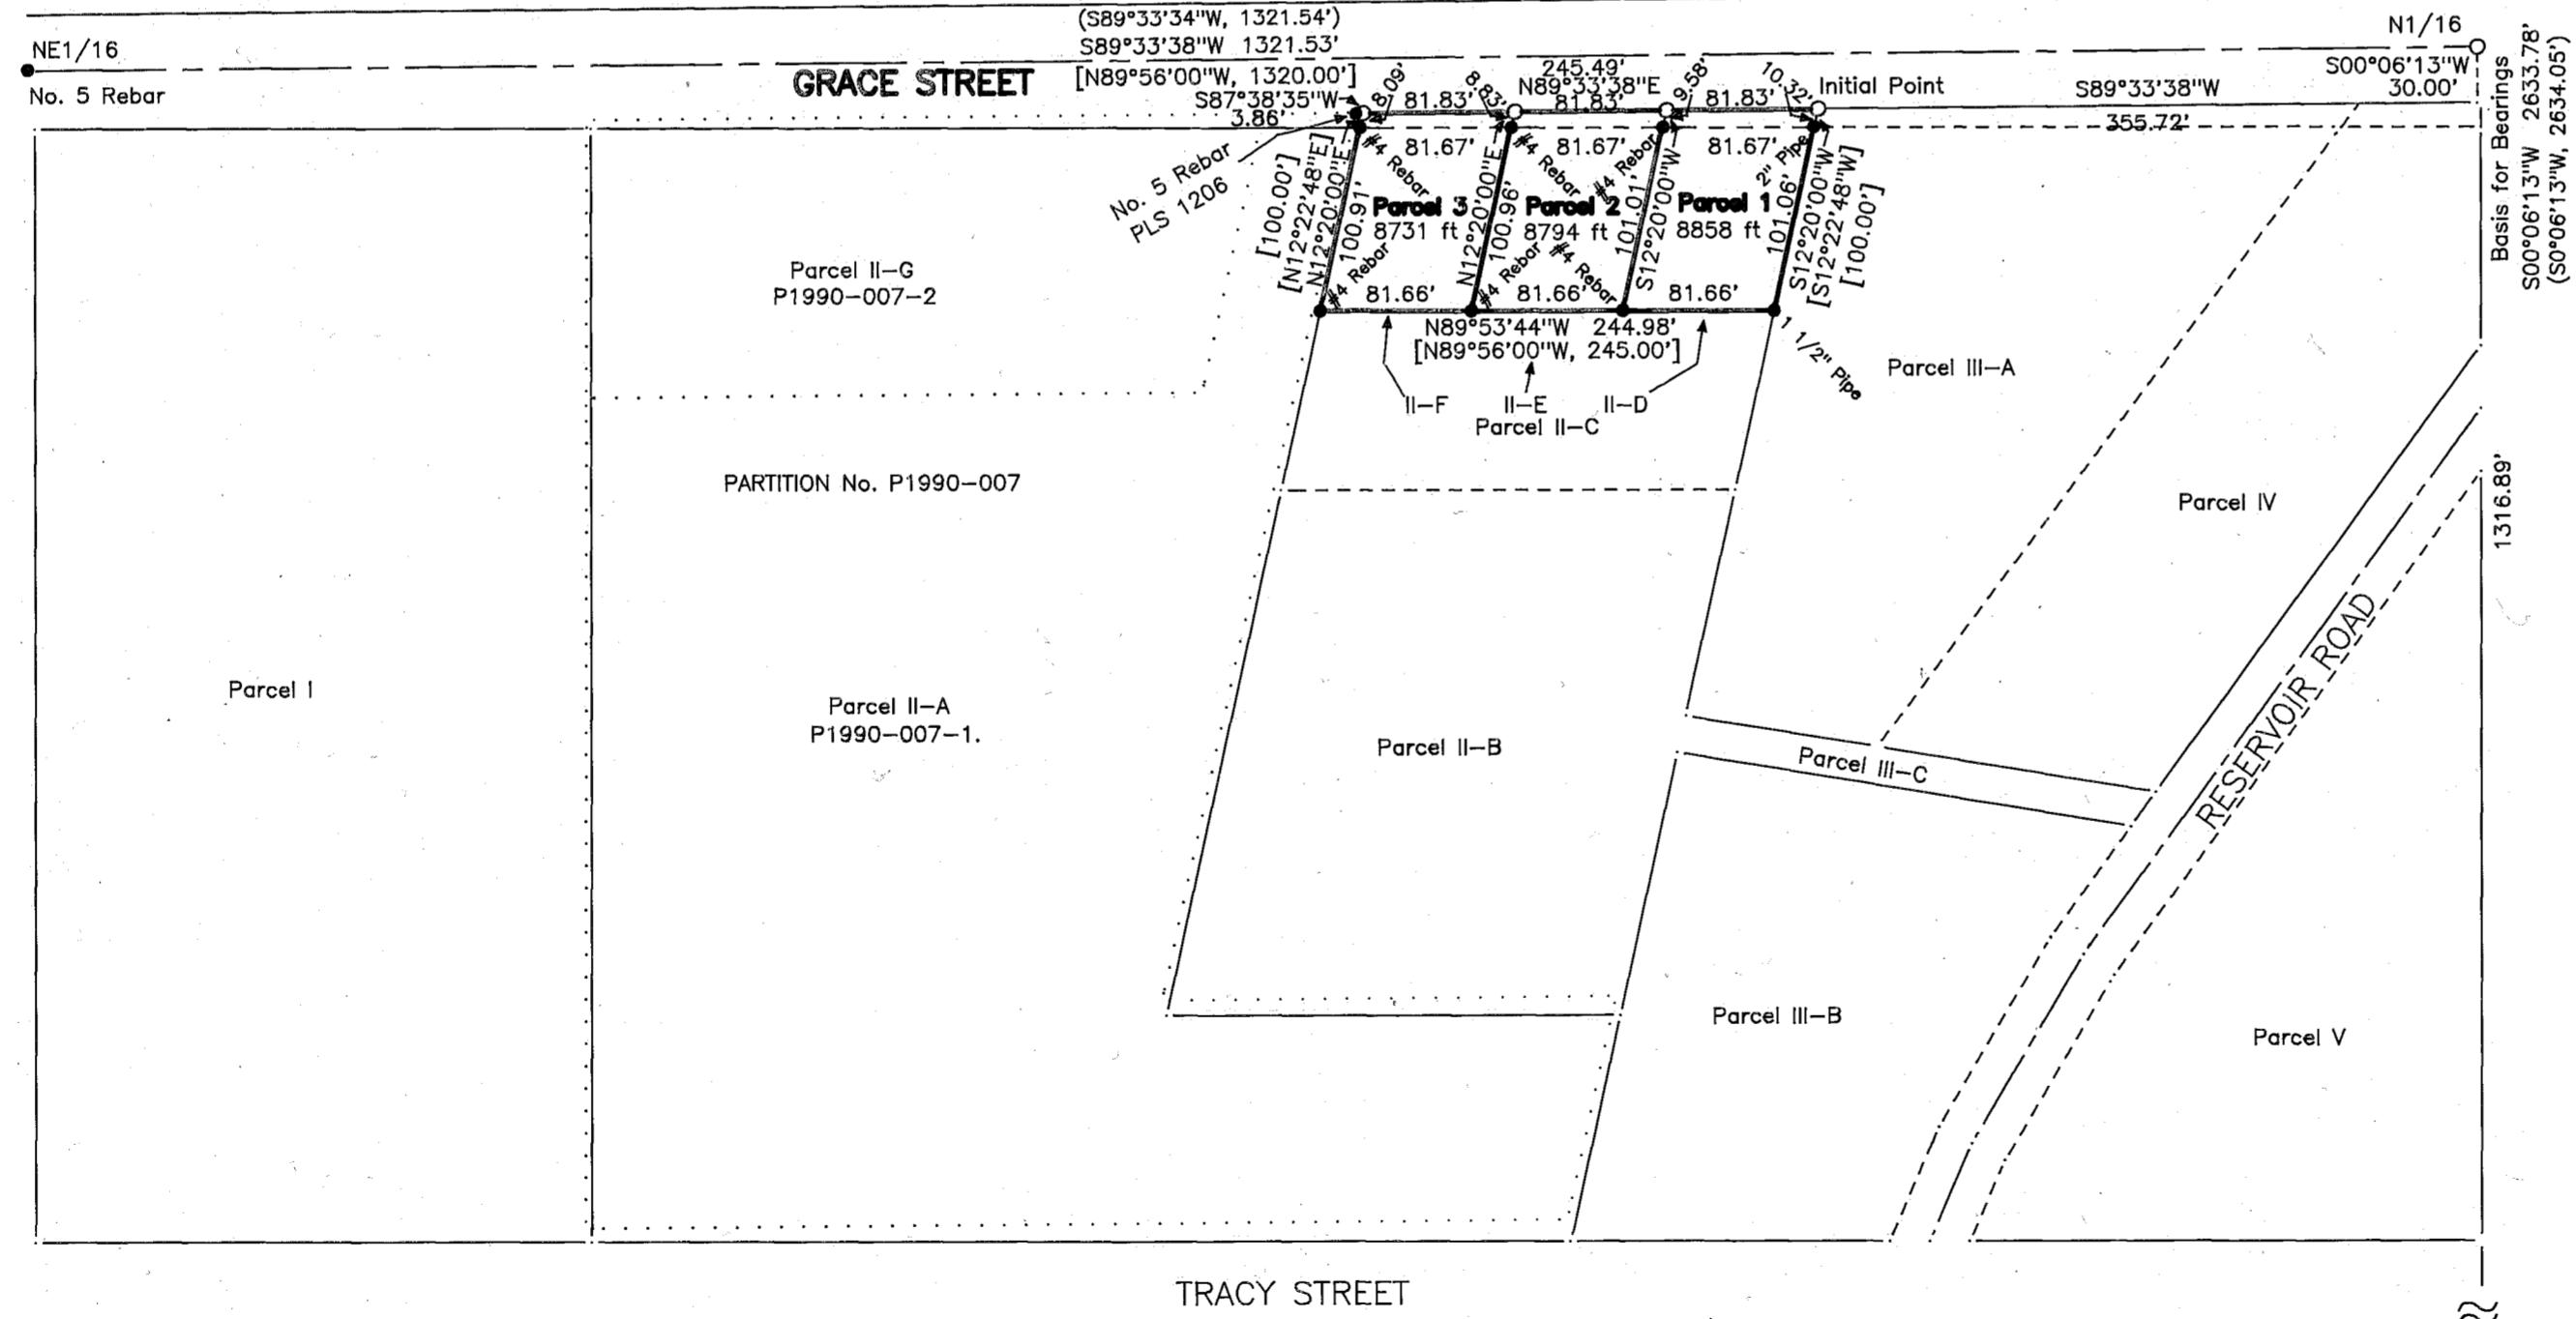 (S89°33'34"W, 1321.54')
S89°33'38"W 1321.53'
[N89°56'00"W, 1320.00']
NE1/16
No. 5 Rebar
GRACE STREET
N1/16
S00°06'13"W
30.00'
S87°38'35"W
3.86'
8.09'
81.83'
8.83'
245.49'
N89°33'38"E
81.83'
9.58'
81.83'
10.32'
Initial Point
S89°33'38"W
355.72'
Basis for Bearings
S00°06'13"W 2633.78'
(S0°06'13"W, 2634.05')
1316.89'
No. 5 Rebar
PLS 1206
[100.00']
[N12°22'48"E]
N12°20'00"E
100.91'
#4 Rebar
81.67'
Parcel 3
8731 ft
#4 Rebar
81.66'
N12°20'00"E
100.96'
#4 Rebar
81.67'
#4 Rebar
Parcel 2
8794 ft
#4 Rebar
#4 Rebar
81.66'
101.01'
S12°20'00"W
81.67'
2" Pipe
Parcel 1
8858 ft
81.66'
101.06'
S12°20'00"W
[S12°22'48"W]
[100.00']
N89°53'44"W 244.98'
[N89°56'00"W, 245.00']
1 1/2" Pipe
II-F
II-E
II-D
Parcel II-C
Parcel II-G
P1990-007-2
PARTITION No. P1990-007
Parcel III-A
Parcel IV
Parcel I
Parcel II-A
P1990-007-1.
Parcel II-B
Parcel III-C
RESERVOIR ROAD
Parcel III-B
Parcel V
TRACY STREET